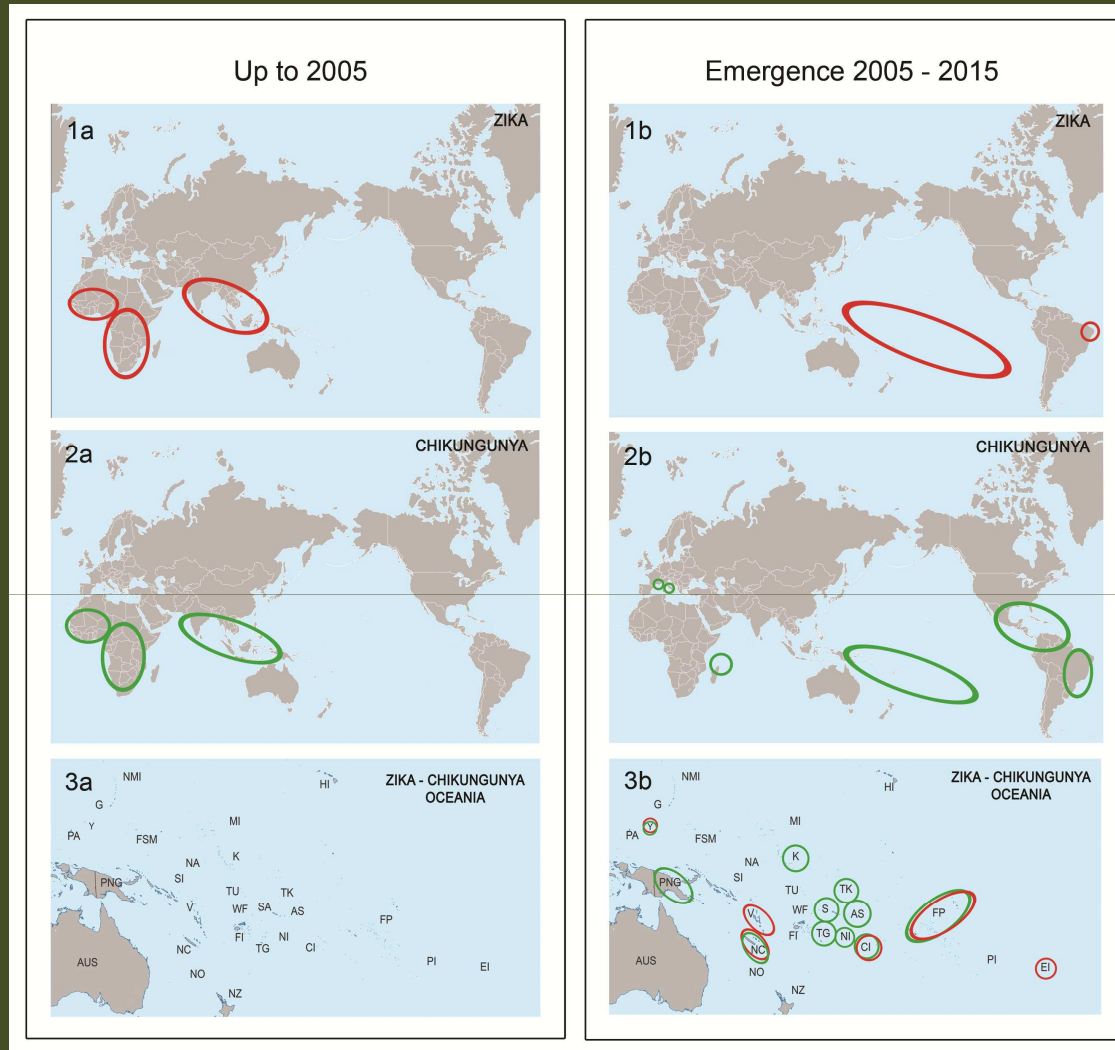 Up to 2005
1a
ZIKA
2a
CHIKUNGUNYA
3a
ZIKA - CHIKUNGUNYA
OCEANIA
NMI
HI
G
Y
PA
FSM
MI
NA
K
SI
PNG
TU
TK
V
WF
SA
AS
FP
NC
FI
TG
NI
CI
AUS
NO
PI
EI
NZ
Emergence 2005 - 2015
1b
ZIKA
2b
CHIKUNGUNYA
3b
ZIKA - CHIKUNGUNYA
OCEANIA
NMI
HI
G
Y
PA
FSM
MI
NA
K
SI
PNG
TU
TK
V
WF
S
AS
FP
NC
FI
TG
NI
CI
AUS
NO
PI
EI
NZ